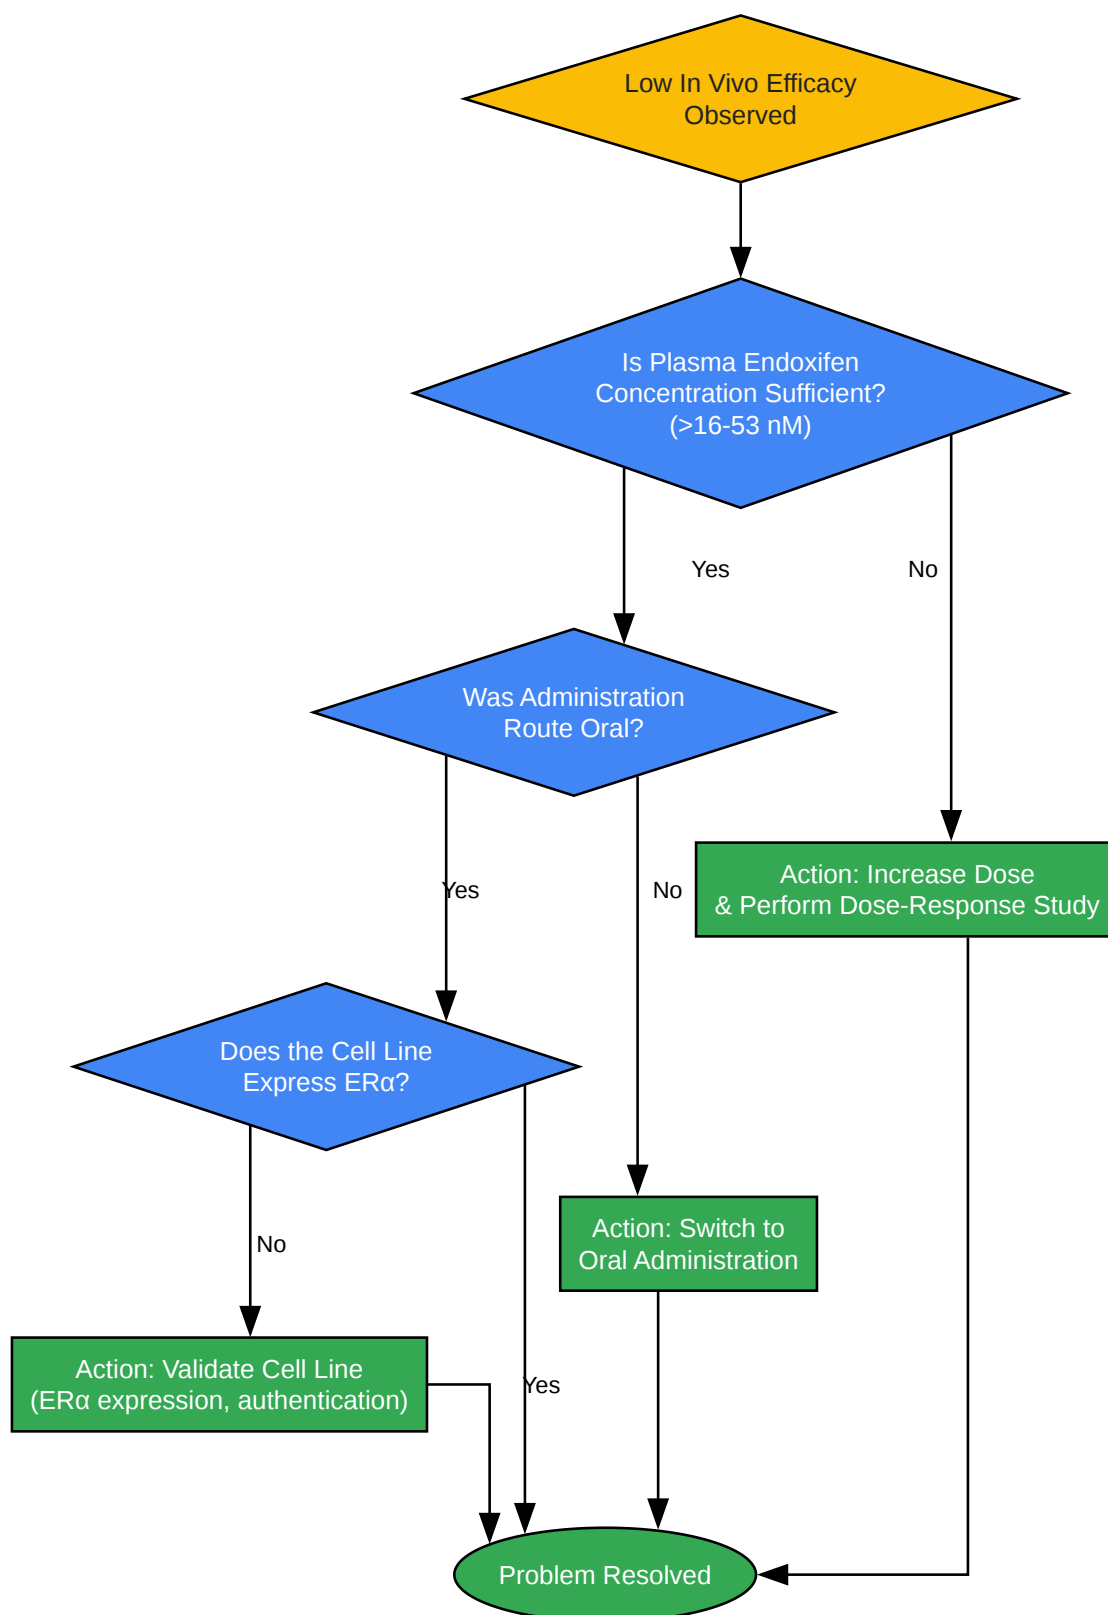 Low In Vivo Efficacy
Observed
Is Plasma Endoxifen
Concentration Sufficient?
(>16-53 nM)
Yes
No
Was Administration
Route Oral?
Yes
No
Action: Increase Dose
& Perform Dose-Response Study
Does the Cell Line
Express ERα?
No
Yes
Action: Switch to
Oral Administration
Action: Validate Cell Line
(ERα expression, authentication)
Problem Resolved